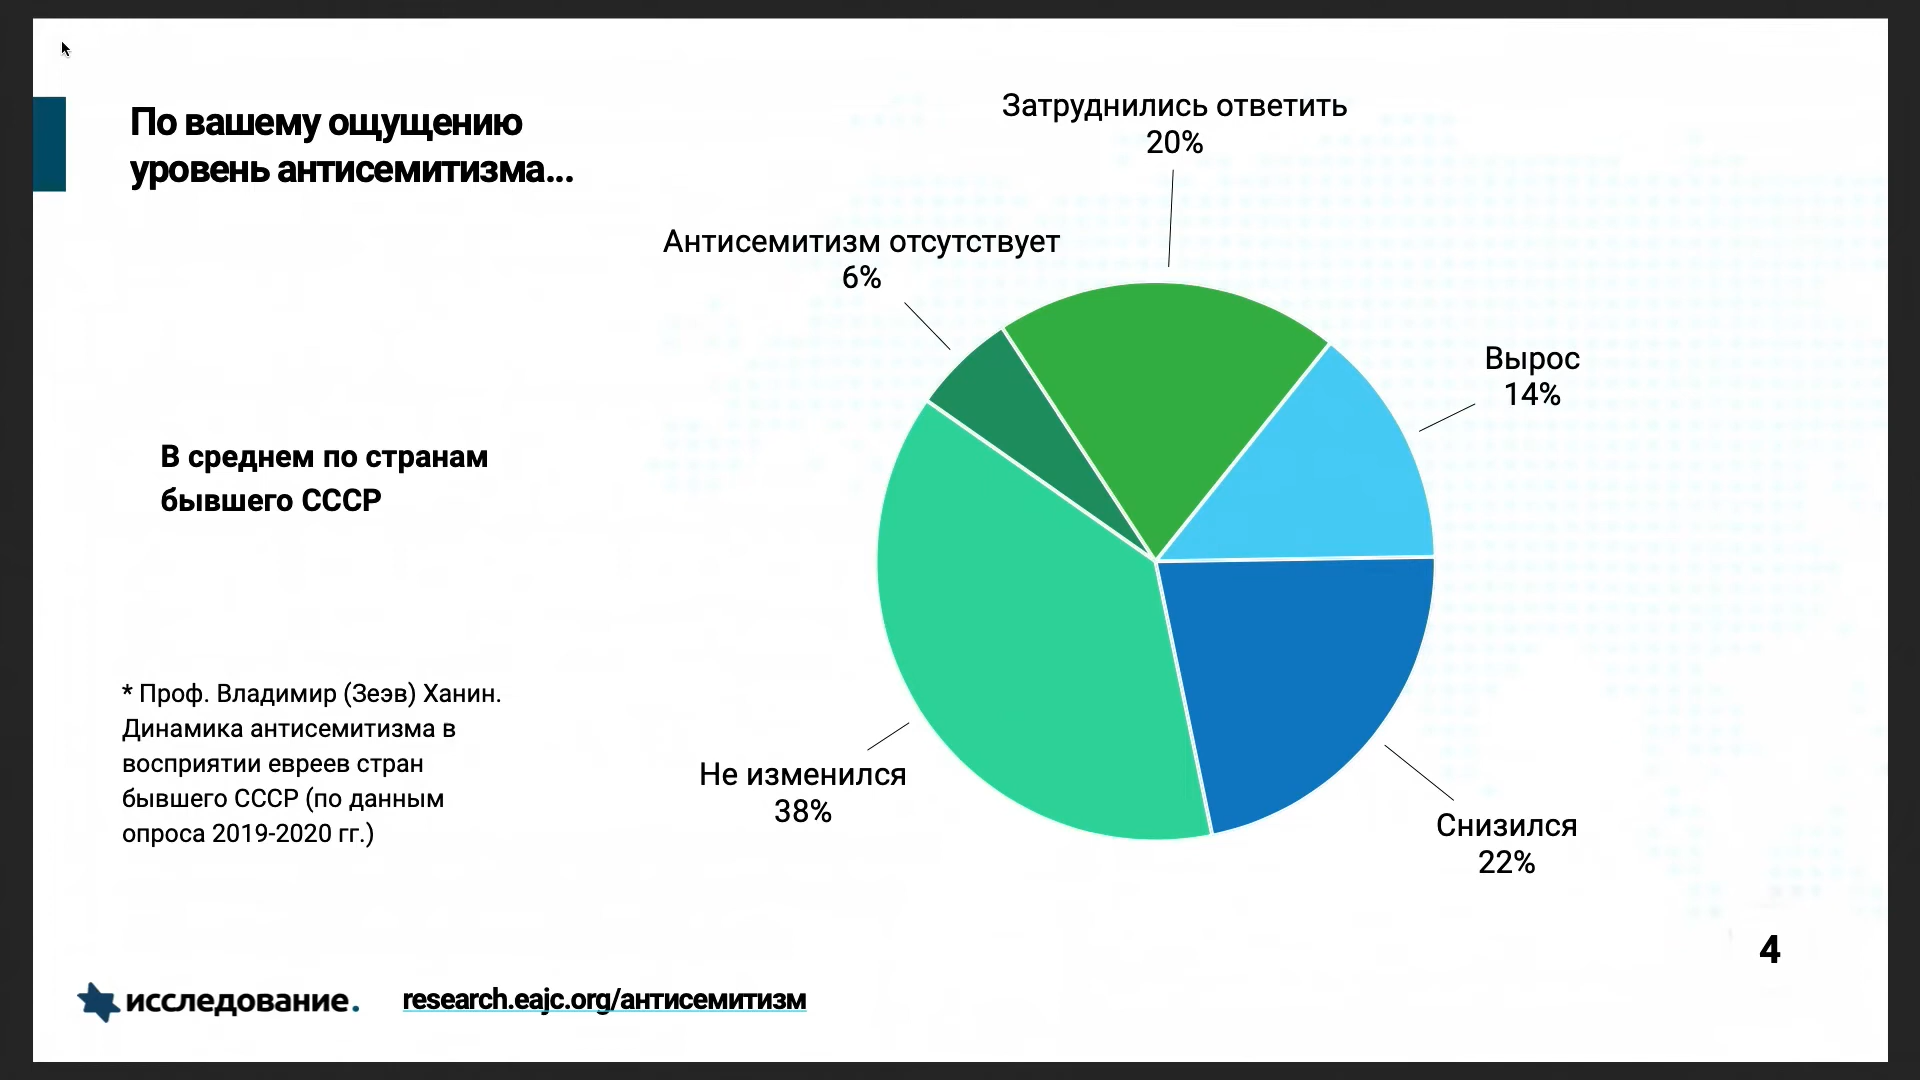 По вашему ощущению
уровень антисемитизма...
Затруднились ответить
20%
Антисемитизм отсутствует
6%
Вырос
14%
В среднем по странам
бывшего СССР
* Проф. Владимир (Зеэв) Ханин.
Динамика антисемитизма в
восприятии евреев стран
бывшего СССР (по данным
опроса 2019-2020 гг.)
Не изменился
38%
Снизился
22%
4
исследование.
research.eajc.org/антисемитизм